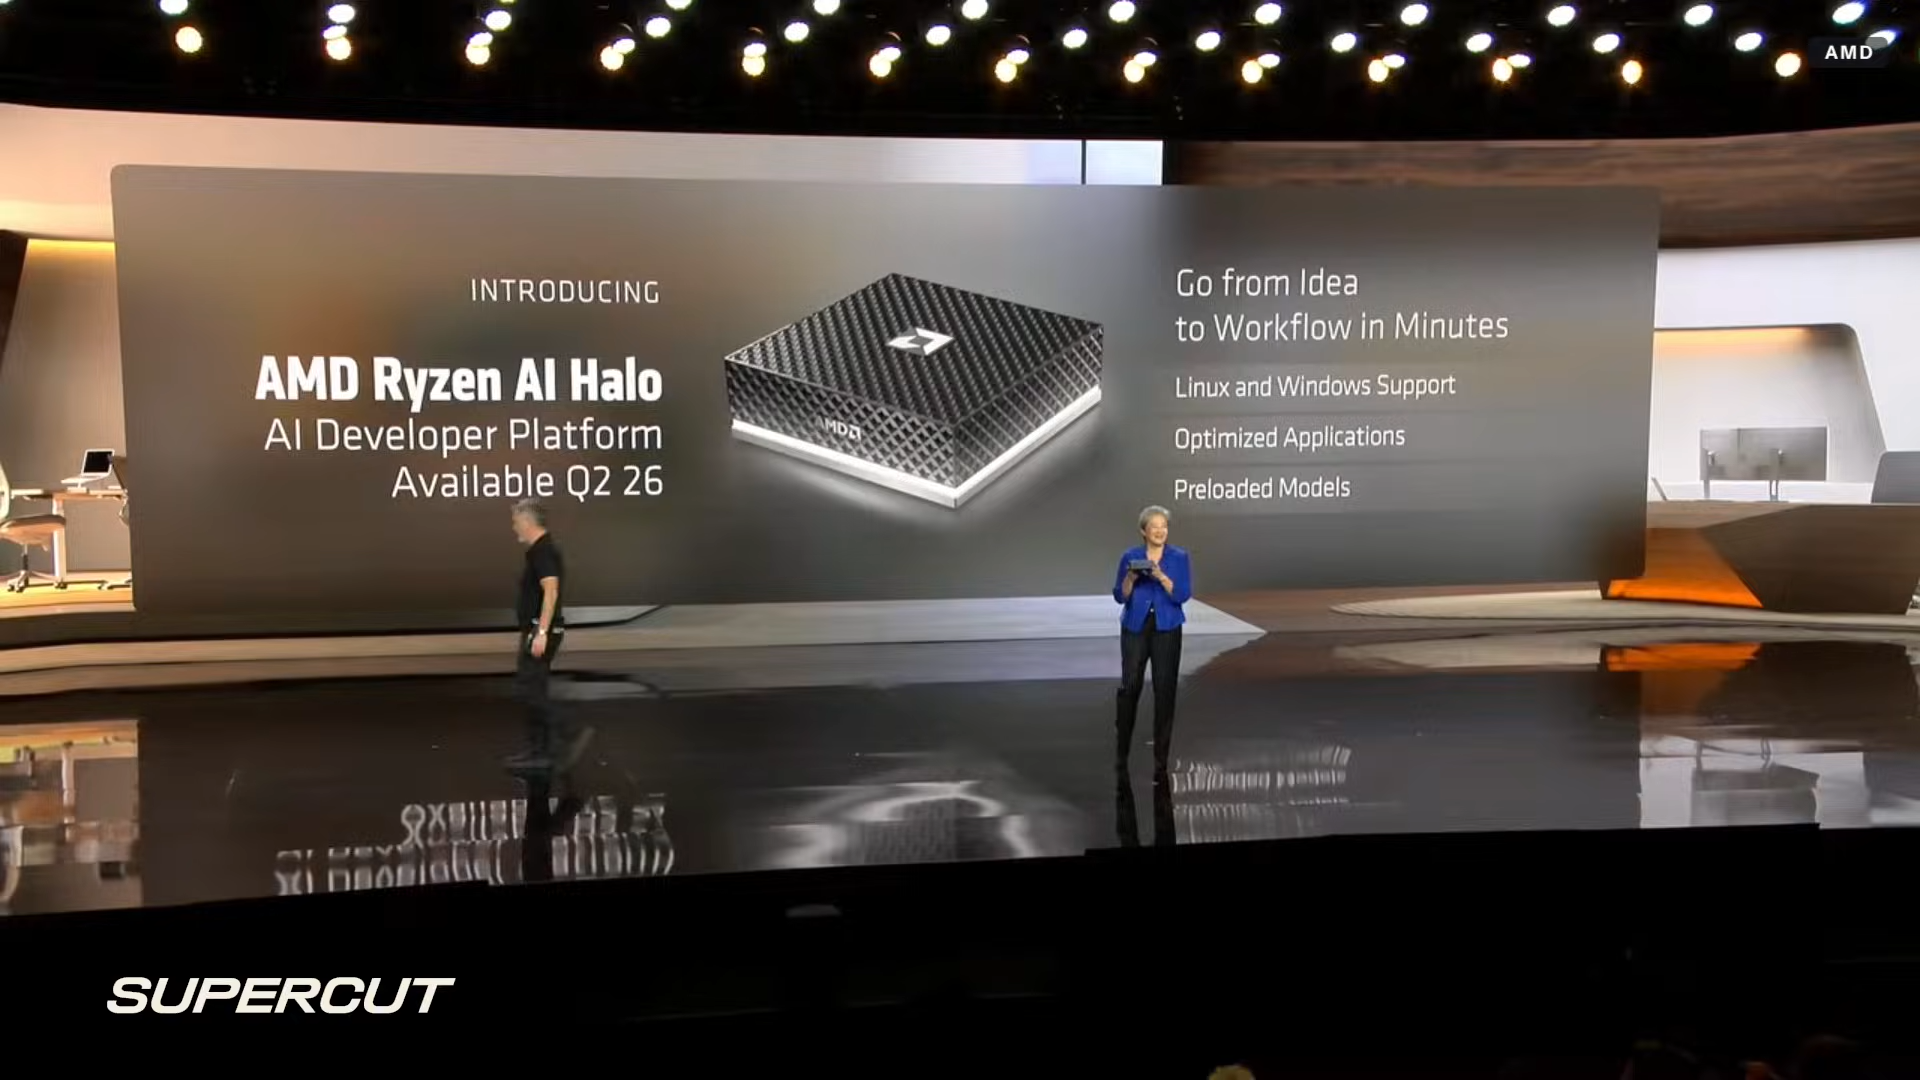 AMD
INTRODUCING
AMD Ryzen AI Halo
AI Developer Platform
Available Q2 26
AMD
Go from Idea
to Workflow in Minutes
Linux and Windows Support
Optimized Applications
Preloaded Models
SUPERCUT